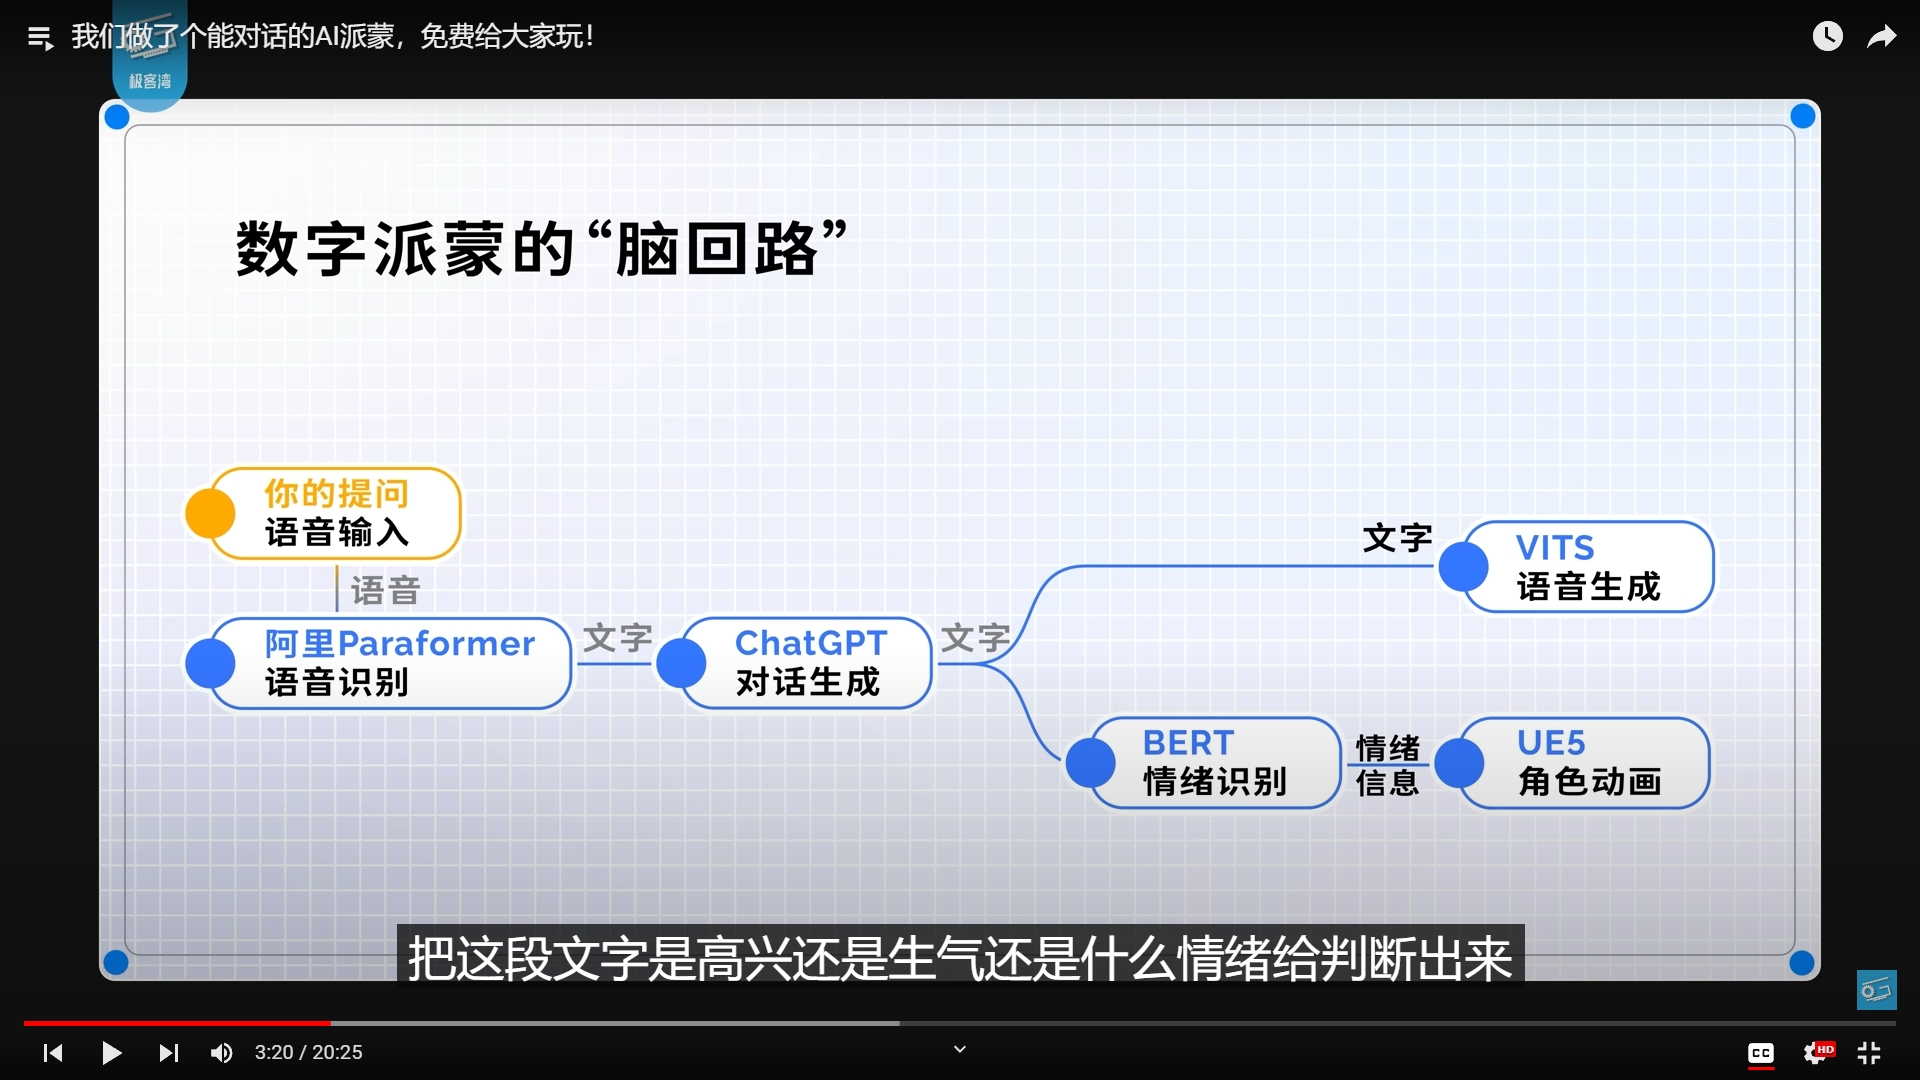 我们做了个能对话的AI派蒙，免费给大家玩！
极客湾
数字派蒙的“脑回路”
你的提问
语音输入
语音
阿里Paraformer
语音识别
文字
ChatGPT
对话生成
文字
文字
VITS
语音生成
BERT
情绪识别
情绪
信息
UE5
角色动画
把这段文字是高兴还是生气还是什么情绪给判断出来
3:20 / 20:25
CC
HD